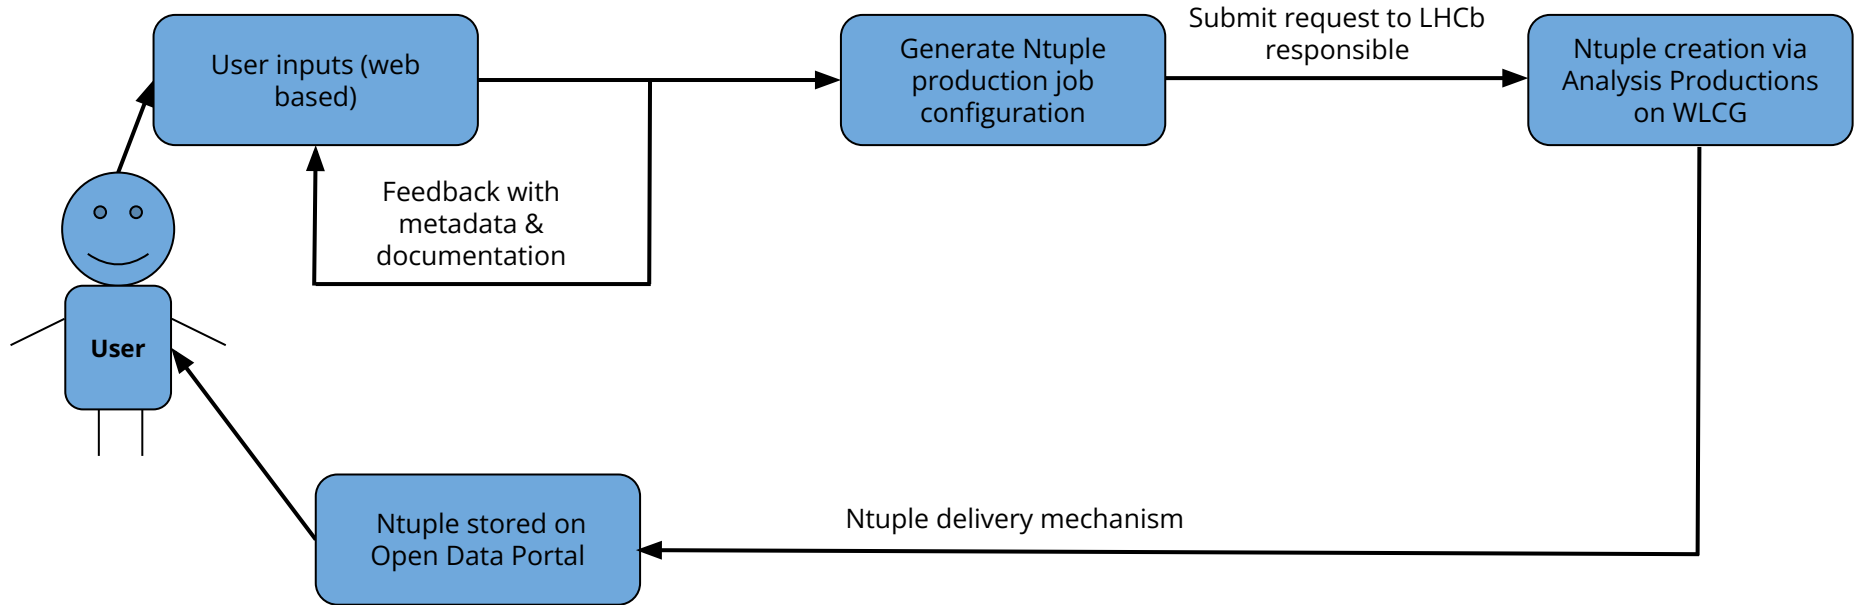 User inputs (web
based)
Generate Ntuple
production job
configuration
Submit request to LHCb
responsible
Ntuple creation via
Analysis Productions
on WLCG
Feedback with
metadata &
documentation
User
Ntuple stored on
Open Data Portal
Ntuple delivery mechanism